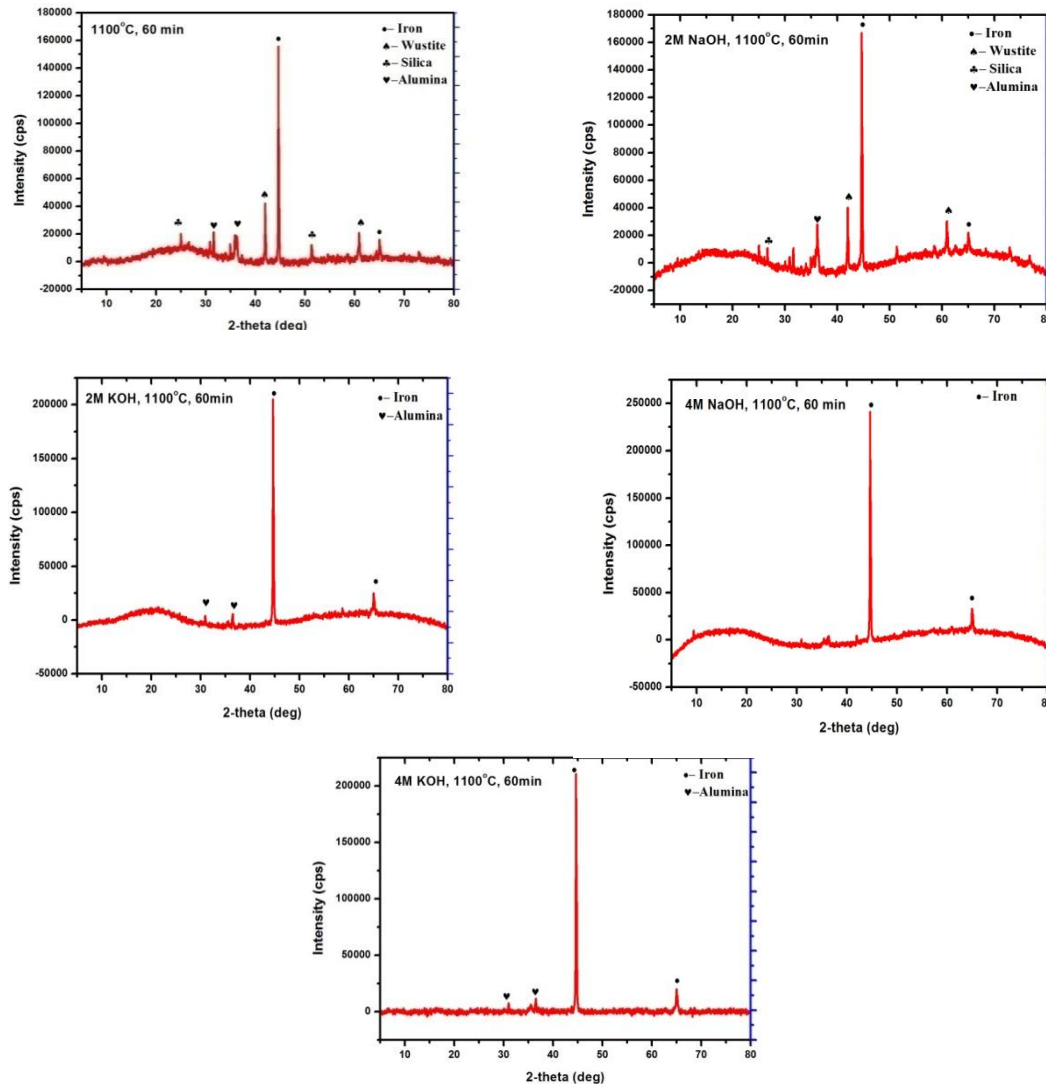 180000
160000
140000
120000
100000
80000
60000
40000
20000
0
-20000
Intensity (cps)
1100°C, 60 min
•– Iron
♠– Wustite
♣– Silica
♥– Alumina
10 20 30 40 50 60 70 80
2-theta (deg)
180000
160000
140000
120000
100000
80000
60000
40000
20000
0
-20000
Intensity (cps)
2M NaOH, 1100°C, 60min
•– Iron
♠– Wustite
♣– Silica
♥–Alumina
10 20 30 40 50 60 70 80
2-theta (deg)
200000
150000
100000
50000
0
-50000
Intensity (cps)
2M KOH, 1100°C, 60min
•– Iron
♥–Alumina
10 20 30 40 50 60 70 80
2-theta (deg)
250000
200000
150000
100000
50000
0
-50000
Intensity (cps)
4M NaOH, 1100°C, 60 min
•– Iron
10 20 30 40 50 60 70 80
2-theta (deg)
200000
150000
100000
50000
0
Intensity (cps)
4M KOH, 1100°C, 60min
•– Iron
♥–Alumina
10 20 30 40 50 60 70 80
2-theta (deg)